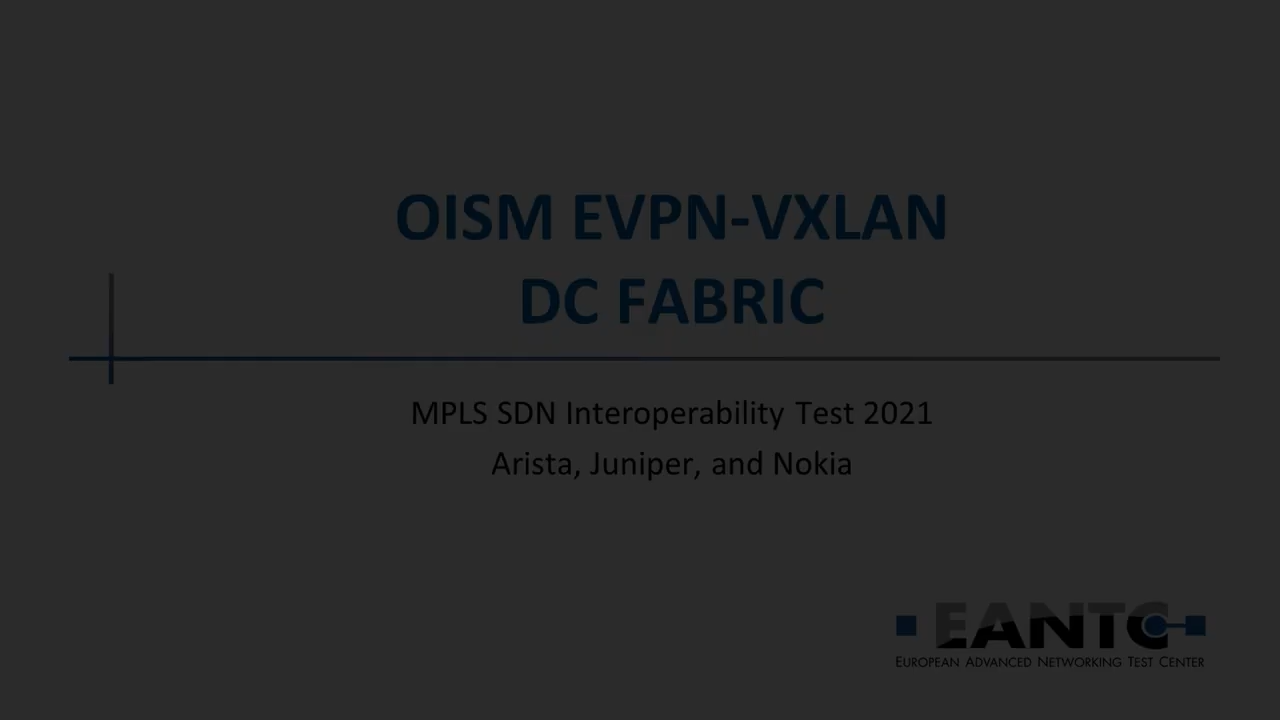 OISM EVPN-VXLAN
DC FABRIC
MPLS SDN Interoperability Test 2021
Arista, Juniper, and Nokia
EANTC
EUROPEAN ADVANCED NETWORKING TEST CENTER